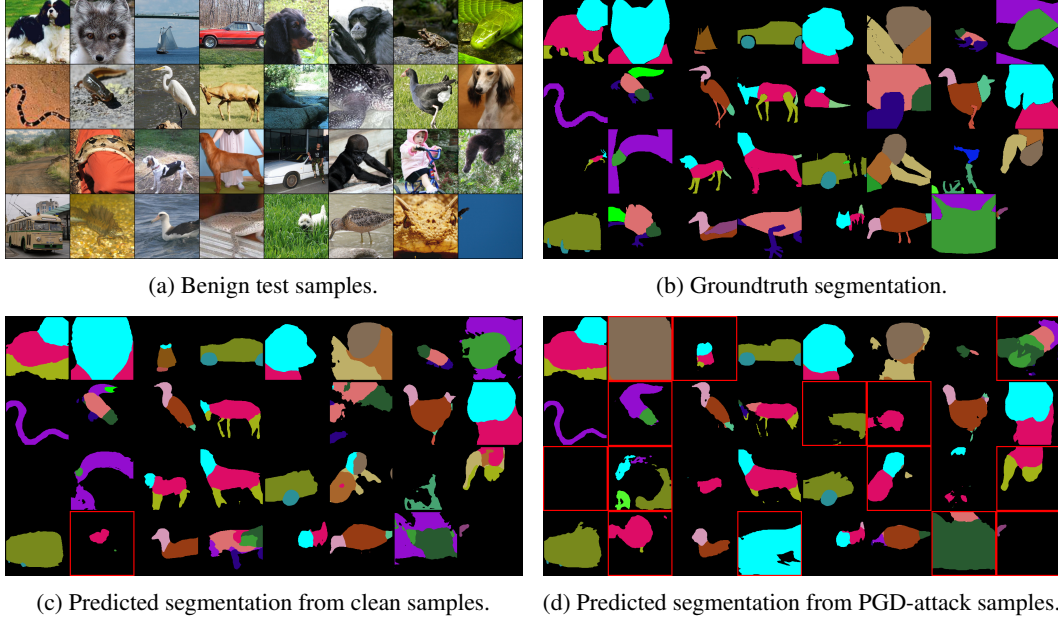 (a) Benign test samples.
(b) Groundtruth segmentation.
(c) Predicted segmentation from clean samples.
(d) Predicted segmentation from PGD-attack samples.